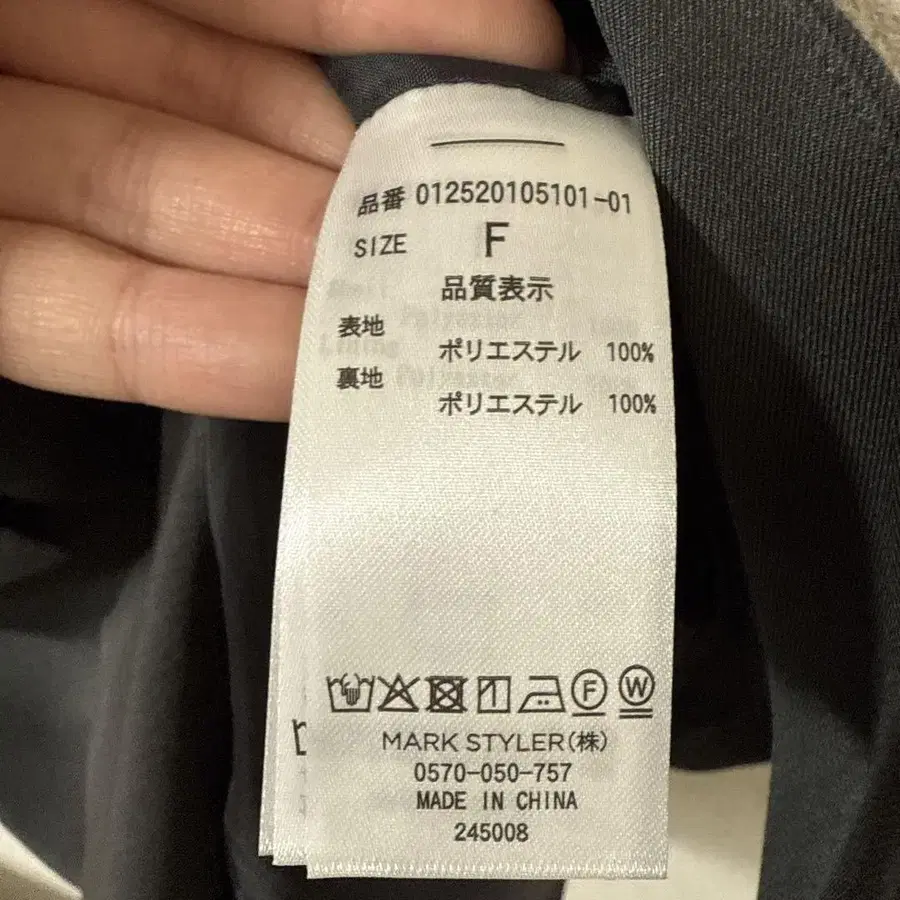 品番 012520105101-01
SIZE F
品質表示
表地
ポリエステル 100%
裏地
ポリエステル 100%
F W
MARK STYLER(株)
0570-050-757
MADE IN CHINA
245008